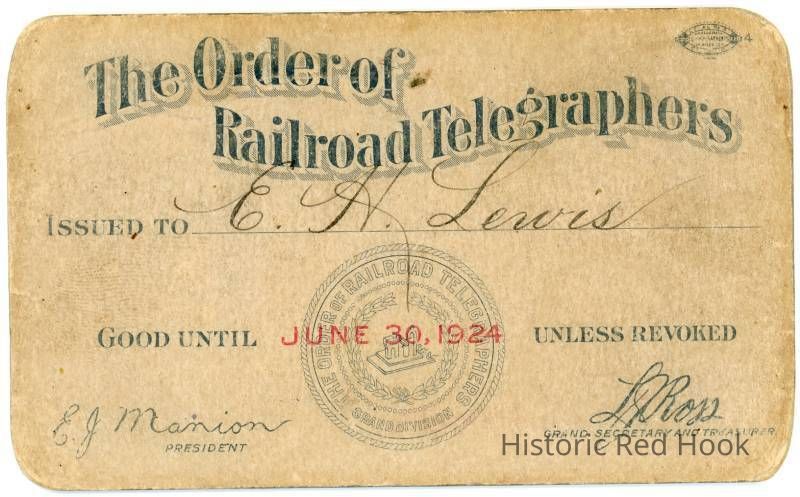 The Order of
Railroad Telegraphers
ISSUED TO E. H. Lewis
THE ORDER OF RAILROAD TELEGRAPHERS
GRAND DIVISION
GOOD UNTIL JUNE 30, 1924 UNLESS REVOKED
E. J. Manion
PRESIDENT
L J Ross
GRAND SECRETARY AND TREASURER
Historic Red Hook